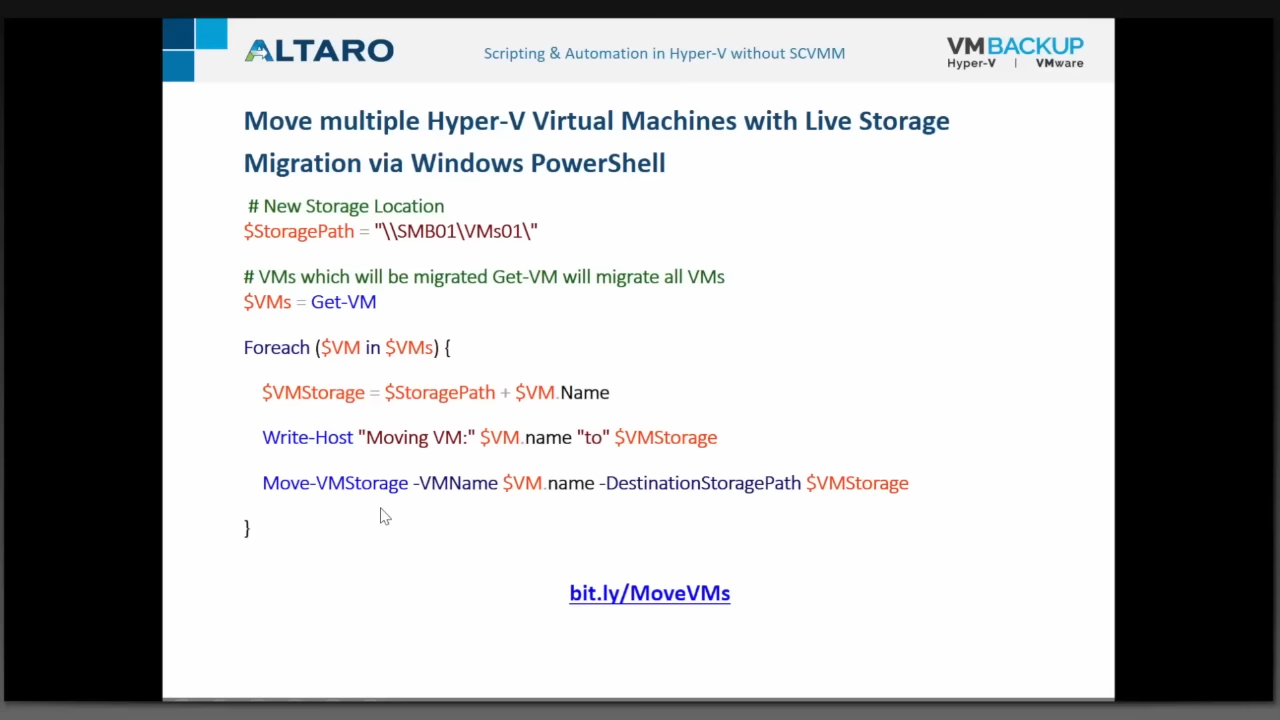 ALTARO
Scripting & Automation in Hyper-V without SCVMM
VMBACKUP
Hyper-V | VMware
Move multiple Hyper-V Virtual Machines with Live Storage
Migration via Windows PowerShell
# New Storage Location
$StoragePath = "\\SMB01\VMs01\"
# VMs which will be migrated Get-VM will migrate all VMs
$VMs = Get-VM
Foreach ($VM in $VMs) {
$VMStorage = $StoragePath + $VM.Name
Write-Host "Moving VM:" $VM.name "to" $VMStorage
Move-VMStorage -VMName $VM.name -DestinationStoragePath $VMStorage
}
bit.ly/MoveVMs